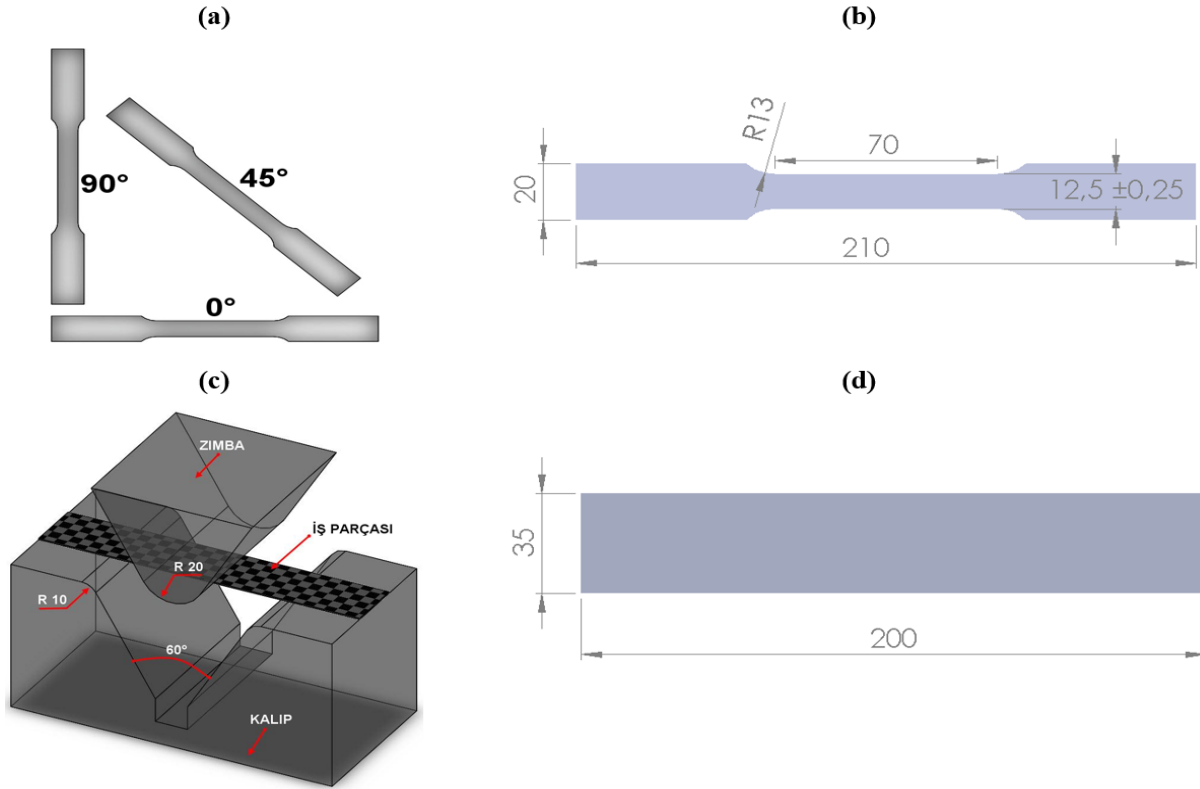 (a)
90°
45°
0°
(b)
R13
70
20
12,5 ±0,25
210
(c)
ZIMBA
İŞ PARÇASI
R 20
R 10
60°
KALIP
(d)
35
200